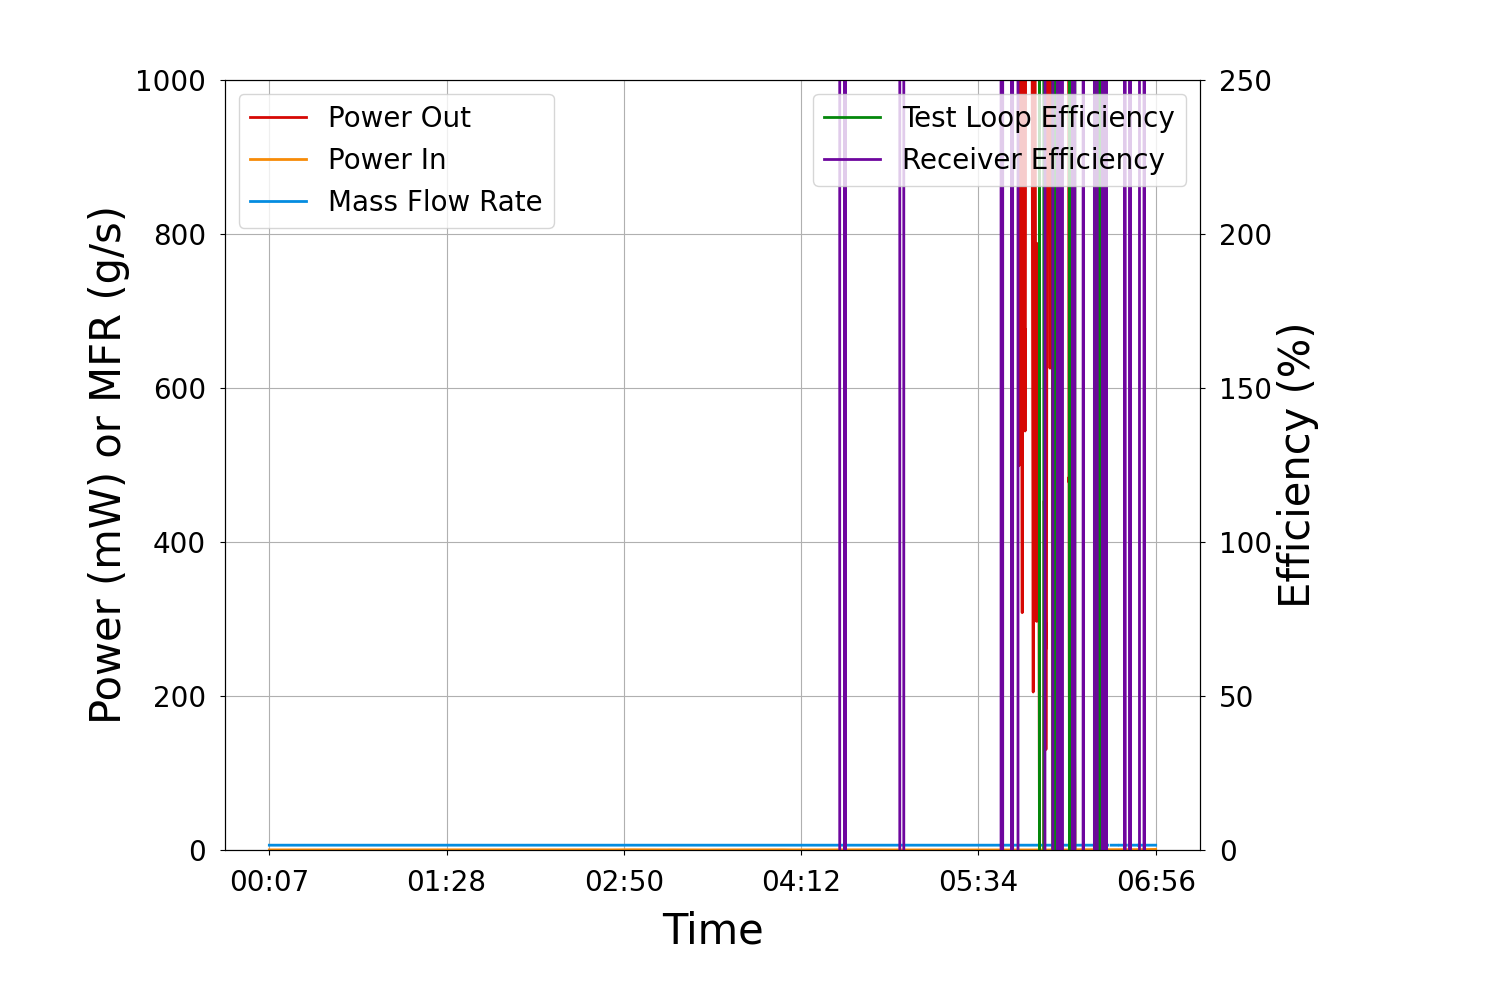 1000
800
600
400
200
0
Power (mW) or MFR (g/s)
Power Out
Power In
Mass Flow Rate
Test Loop Efficiency
Receiver Efficiency
250
200
150
100
50
0
Efficiency (%)
00:07 01:28 02:50 04:12 05:34 06:56
Time